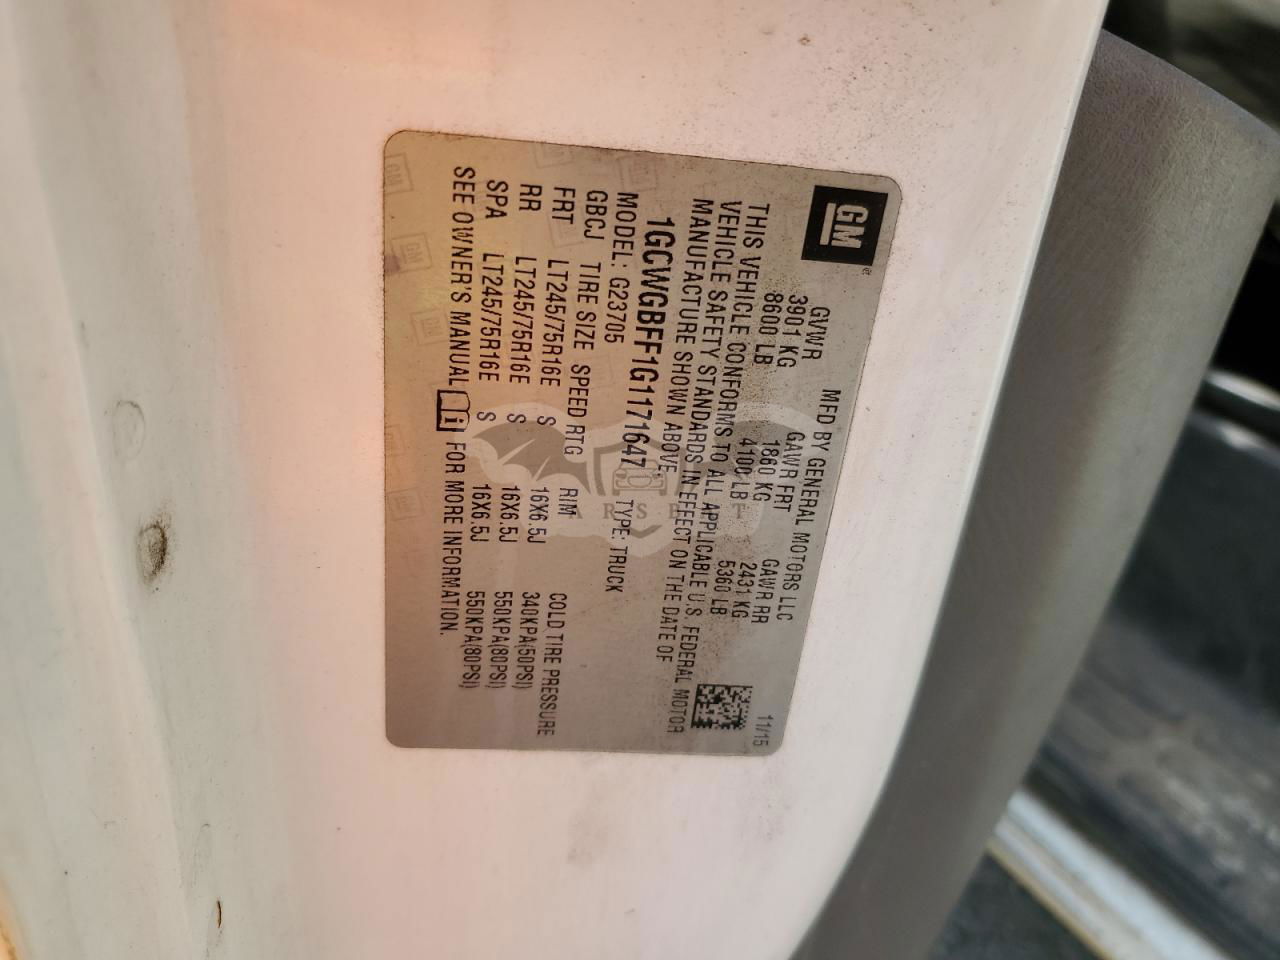 GM
®
MFD BY GENERAL MOTORS LLC
11/15
GVWR GAWR FRT GAWR RR
3901 KG 1860 KG 2431 KG
8600 LB 4100 LB 5360 LB
THIS VEHICLE CONFORMS TO ALL APPLICABLE U.S. FEDERAL MOTOR
VEHICLE SAFETY STANDARDS IN EFFECT ON THE DATE OF
MANUFACTURE SHOWN ABOVE.
1GCWGBFF1G1171647
TYPE: TRUCK
MODEL: G23705
GBCJ TIRE SIZE SPEED RTG RIM COLD TIRE PRESSURE
FRT LT245/75R16E S 16X6.5J 340KPA(50PSI)
RR LT245/75R16E S 16X6.5J 550KPA(80PSI)
SPA LT245/75R16E S 16X6.5J 550KPA(80PSI)
SEE OWNER'S MANUAL FOR MORE INFORMATION.